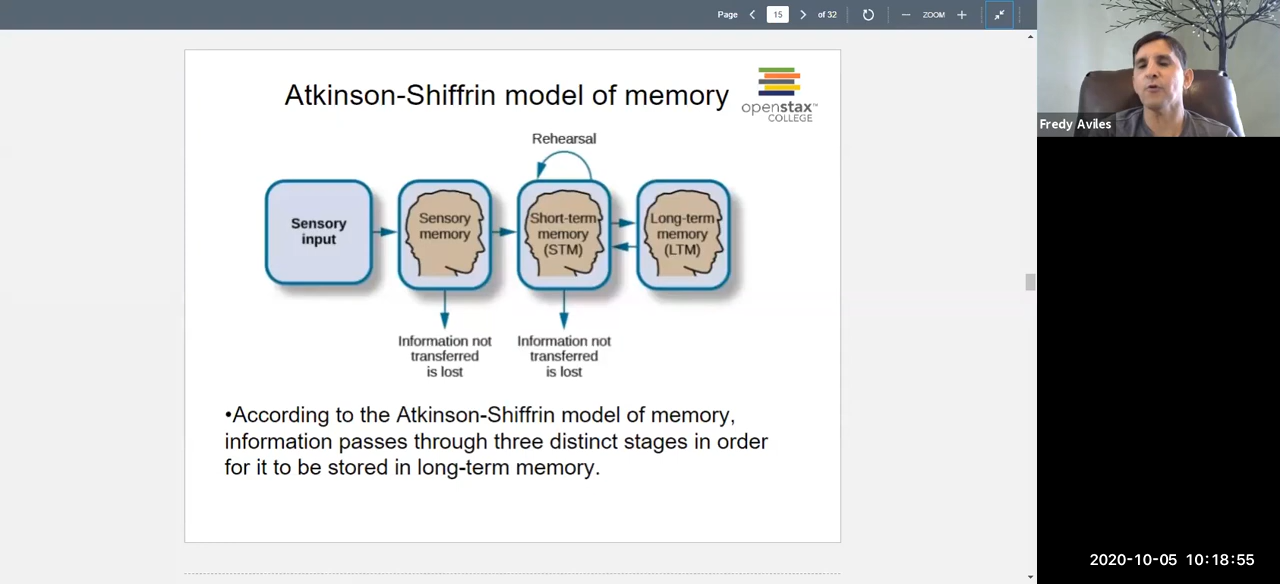 Page 15 of 32 ZOOM
Atkinson-Shiffrin model of memory
openstax™
COLLEGE
Rehearsal
Sensory
input
Sensory
memory
Short-term
memory
(STM)
Long-term
memory
(LTM)
Information not
transferred
is lost
Information not
transferred
is lost
•According to the Atkinson-Shiffrin model of memory,
information passes through three distinct stages in order
for it to be stored in long-term memory.
Fredy Aviles
2020-10-05 10:18:55